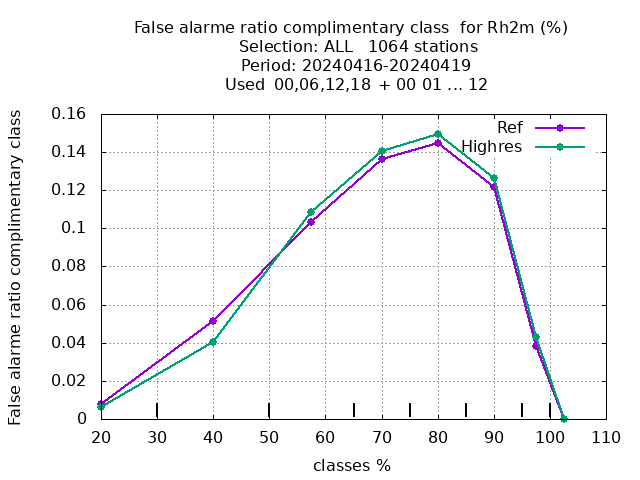 False alarme ratio complimentary class  for Rh2m (%)
Selection: ALL   1064 stations
Period: 20240416-20240419
Used  00,06,12,18 + 00 01 ... 12
False alarme ratio complimentary class
0.16
0.14
0.12
0.1
0.08
0.06
0.04
0.02
0
Ref
Highres
20 30 40 50 60 70 80 90 100 110
classes %